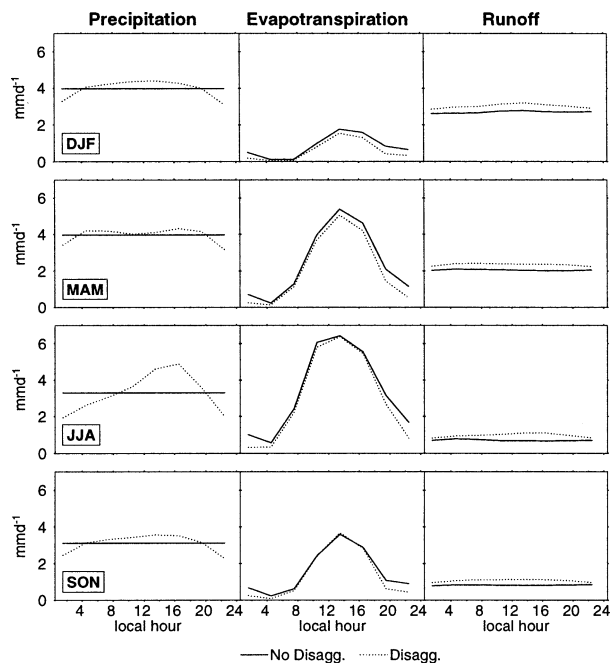 Precipitation Evapotranspiration Runoff
6
4
2
0
mmd-1
DJF
6
4
2
0
mmd-1
MAM
6
4
2
0
mmd-1
JJA
6
4
2
0
mmd-1
SON
4 8 12 16 20 24 4 8 12 16 20 24 4 8 12 16 20 24
local hour local hour local hour
No Disagg. Disagg.